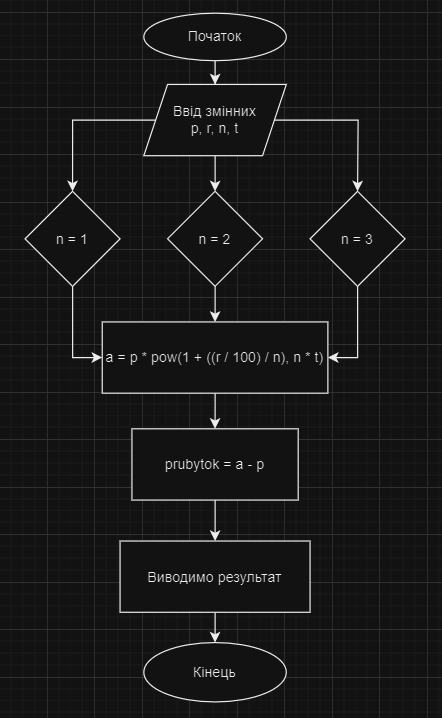 Початок
Ввід змінних
p, r, n, t
n = 1
n = 2
n = 3
a = p * pow(1 + ((r / 100) / n), n * t)
prubytok = a - p
Виводимо результат
Кінець